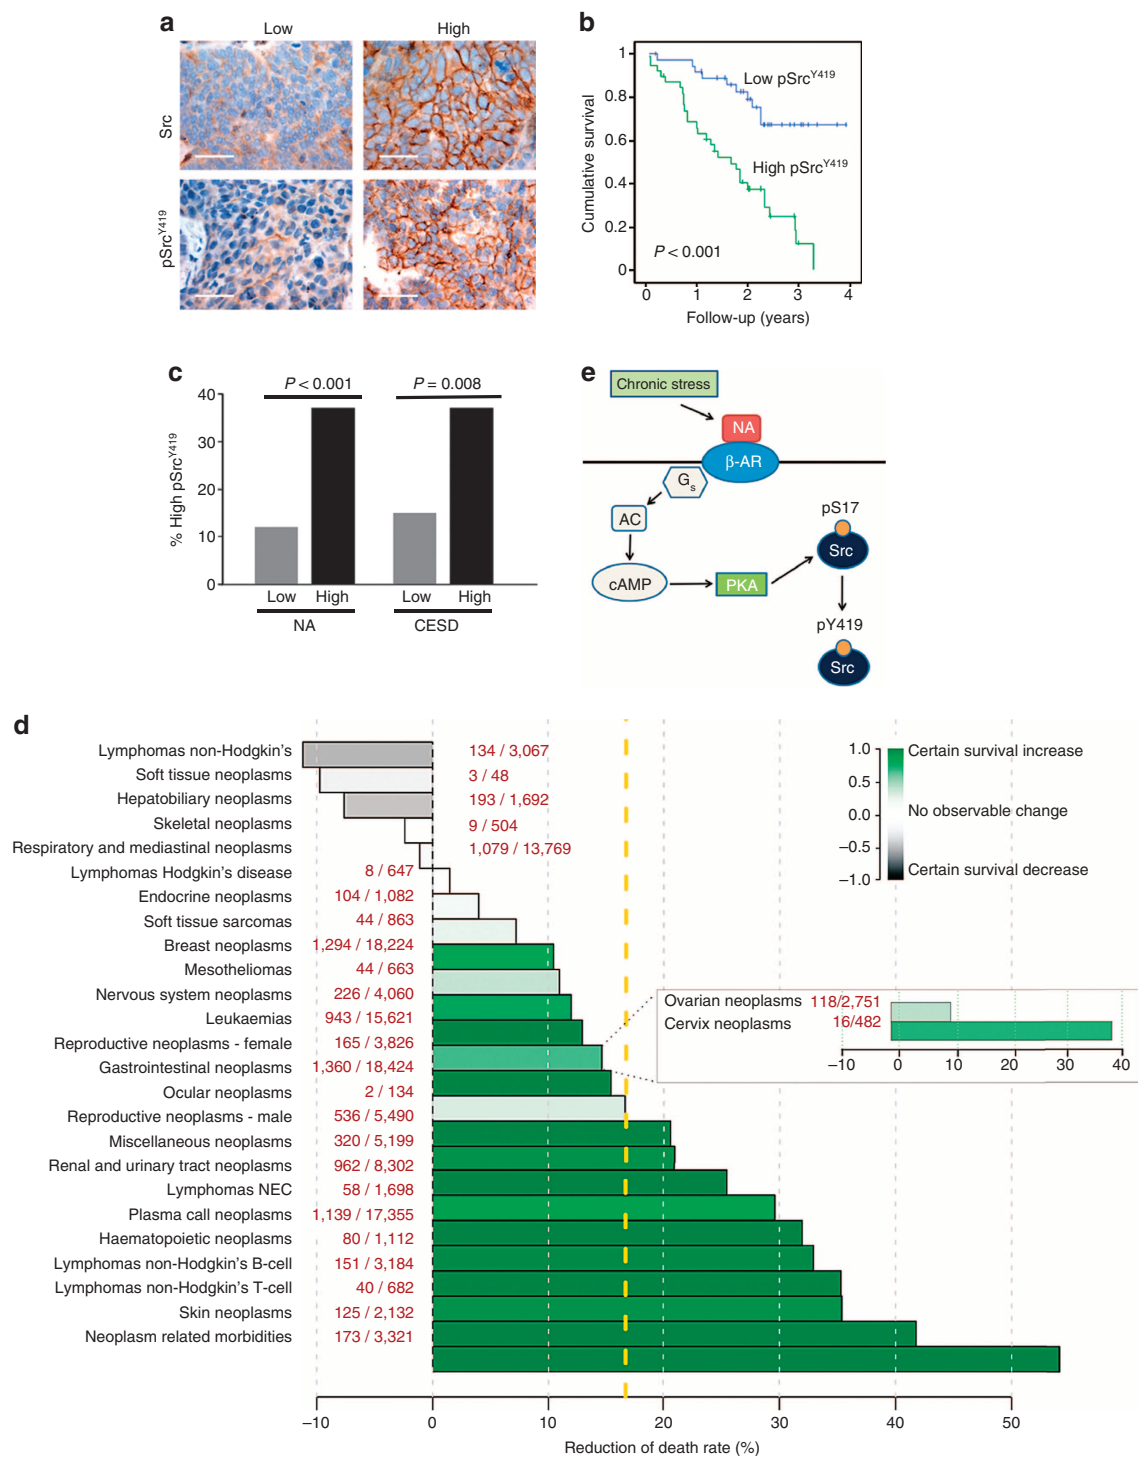 a
Low
High
Src
pSrcY419
b
Cumulative survival
1
0.8
0.6
0.4
0.2
0
Low pSrcY419
High pSrcY419
P < 0.001
0 1 2 3 4
Follow-up (years)
c
% High pSrcY419
40
30
20
10
0
P < 0.001
P = 0.008
Low High Low High
NA CESD
e
Chronic stress
NA
β-AR
Gs
AC
cAMP
PKA
pS17
Src
pY419
Src
d
Lymphomas non-Hodgkin's 134 / 3,067
Soft tissue neoplasms 3 / 48
Hepatobiliary neoplasms 193 / 1,692
Skeletal neoplasms 9 / 504
Respiratory and mediastinal neoplasms 1,079 / 13,769
Lymphomas Hodgkin's disease 8 / 647
Endocrine neoplasms 104 / 1,082
Soft tissue sarcomas 44 / 863
Breast neoplasms 1,294 / 18,224
Mesotheliomas 44 / 663
Nervous system neoplasms 226 / 4,060
Leukaemias 943 / 15,621
Reproductive neoplasms - female 165 / 3,826
Gastrointestinal neoplasms 1,360 / 18,424
Ocular neoplasms 2 / 134
Reproductive neoplasms - male 536 / 5,490
Miscellaneous neoplasms 320 / 5,199
Renal and urinary tract neoplasms 962 / 8,302
Lymphomas NEC 58 / 1,698
Plasma call neoplasms 1,139 / 17,355
Haematopoietic neoplasms 80 / 1,112
Lymphomas non-Hodgkin's B-cell 151 / 3,184
Lymphomas non-Hodgkin's T-cell 40 / 682
Skin neoplasms 125 / 2,132
Neoplasm related morbidities 173 / 3,321
1.0 Certain survival increase
0.5
0.0 No observable change
–0.5
–1.0 Certain survival decrease
Ovarian neoplasms 118/2,751
Cervix neoplasms 16/482
–10 0 10 20 30 40
–10 0 10 20 30 40 50
Reduction of death rate (%)